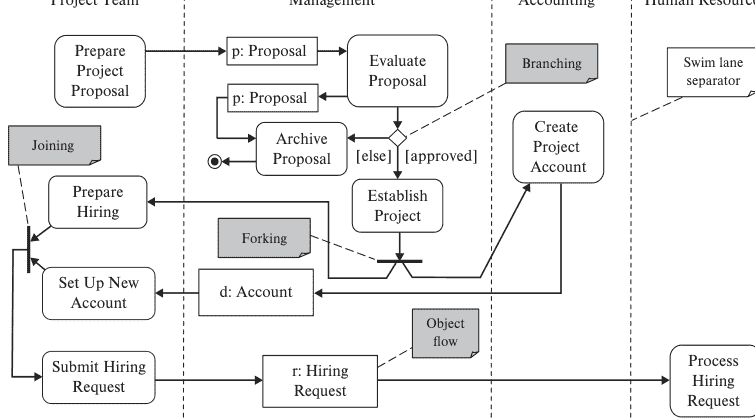 Project Team
Management
Accounting
Human Resource
Prepare
Project
Proposal
p: Proposal
Evaluate
Proposal
Branching
Swim lane
separator
p: Proposal
Archive
Proposal
[else]
[approved]
Create
Project
Account
Joining
Prepare
Hiring
Establish
Project
Forking
Set Up New
Account
d: Account
Object
flow
Submit Hiring
Request
r: Hiring
Request
Process
Hiring
Request